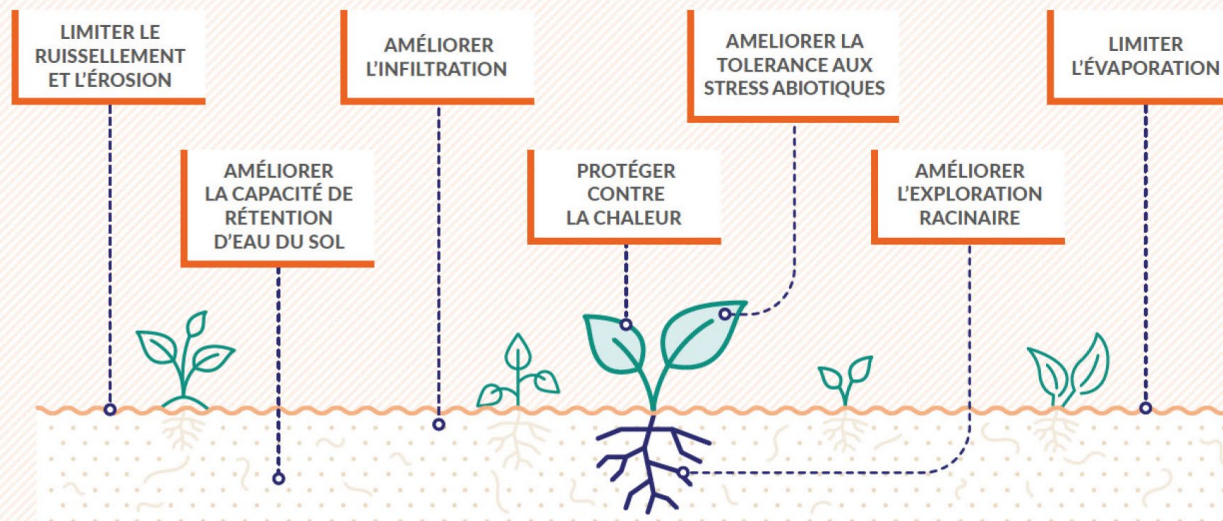 LIMITER LE
RUISSELLEMENT
ET L'ÉROSION
AMÉLIORER
L'INFILTRATION
AMELIORER LA
TOLERANCE AUX
STRESS ABIOTIQUES
LIMITER
L'ÉVAPORATION
AMÉLIORER
LA CAPACITÉ DE
RÉTENTION
D'EAU DU SOL
PROTÉGER
CONTRE
LA CHALEUR
AMÉLIORER
L'EXPLORATION
RACINAIRE